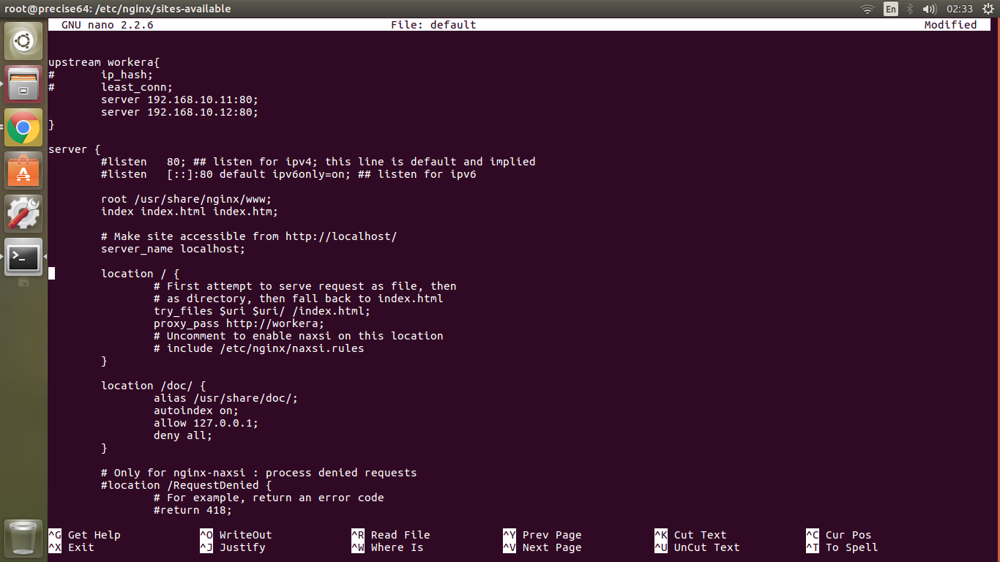 root@precise64: /etc/nginx/sites-available
En
02:33
GNU nano 2.2.6 File: default Modified
upstream workera{
# ip_hash;
# least_conn;
server 192.168.10.11:80;
server 192.168.10.12:80;
}
server {
#listen 80; ## listen for ipv4; this line is default and implied
#listen [::]:80 default ipv6only=on; ## listen for ipv6
root /usr/share/nginx/www;
index index.html index.htm;
# Make site accessible from http://localhost/
server_name localhost;
location / {
# First attempt to serve request as file, then
# as directory, then fall back to index.html
try_files $uri $uri/ /index.html;
proxy_pass http://workera;
# Uncomment to enable naxsi on this location
# include /etc/nginx/naxsi.rules
}
location /doc/ {
alias /usr/share/doc/;
autoindex on;
allow 127.0.0.1;
deny all;
}
# Only for nginx-naxsi : process denied requests
#location /RequestDenied {
# For example, return an error code
#return 418;
^G Get Help ^O WriteOut ^R Read File ^Y Prev Page ^K Cut Text ^C Cur Pos
^X Exit ^J Justify ^W Where Is ^V Next Page ^U UnCut Text ^T To Spell